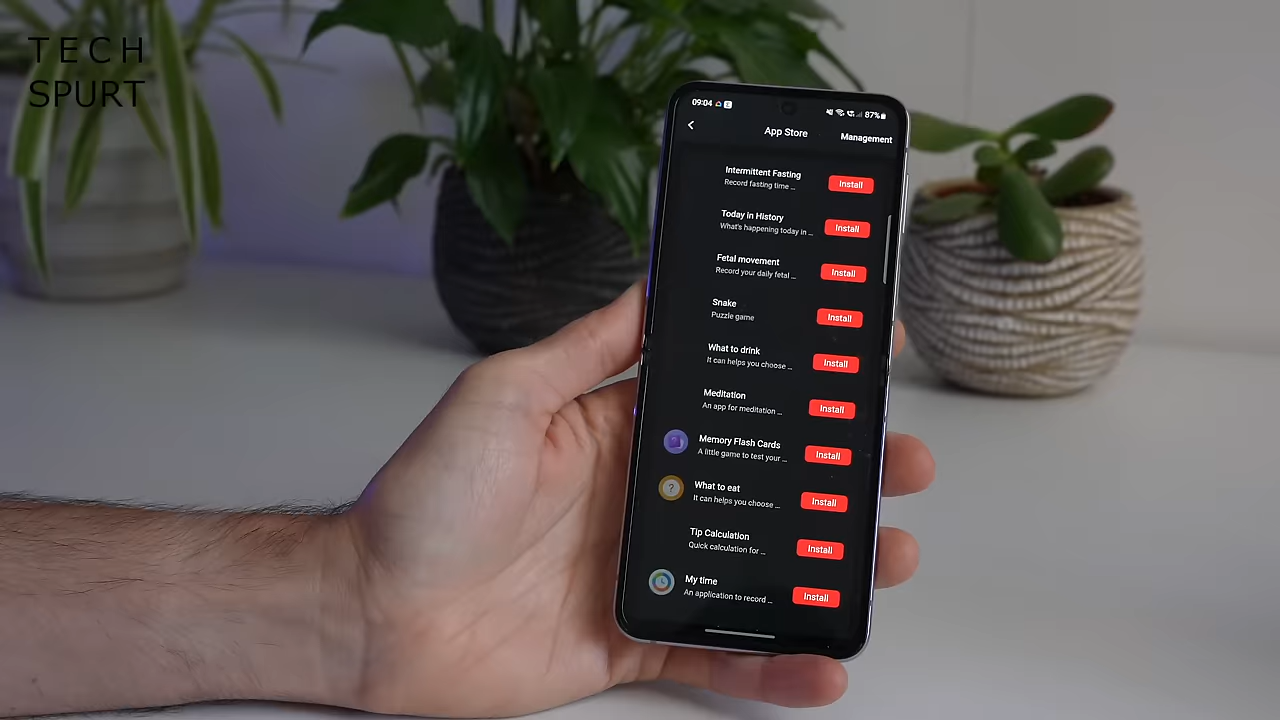 TECH
SPURT
09:04
87%
App Store
Management
Intermittent Fasting
Record fasting time ...
Install
Today in History
What's happening today in ...
Install
Fetal movement
Record your daily fetal ...
Install
Snake
Puzzle game
Install
What to drink
It can helps you choose ...
Install
Meditation
An app for meditation ...
Install
Memory Flash Cards
A little game to test your ...
Install
?
What to eat
It can helps you choose ...
Install
Tip Calculation
Quick calculation for ...
Install
My time
An application to record ...
Install